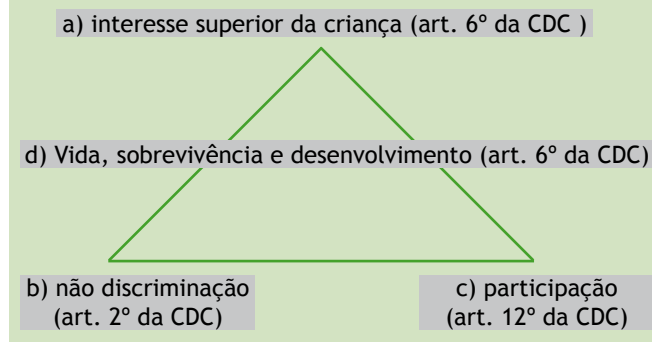 a) interesse superior da criança (art. 6º da CDC )
d) Vida, sobrevivência e desenvolvimento (art. 6º da CDC)
b) não discriminação
(art. 2º da CDC)
c) participação
(art. 12º da CDC)